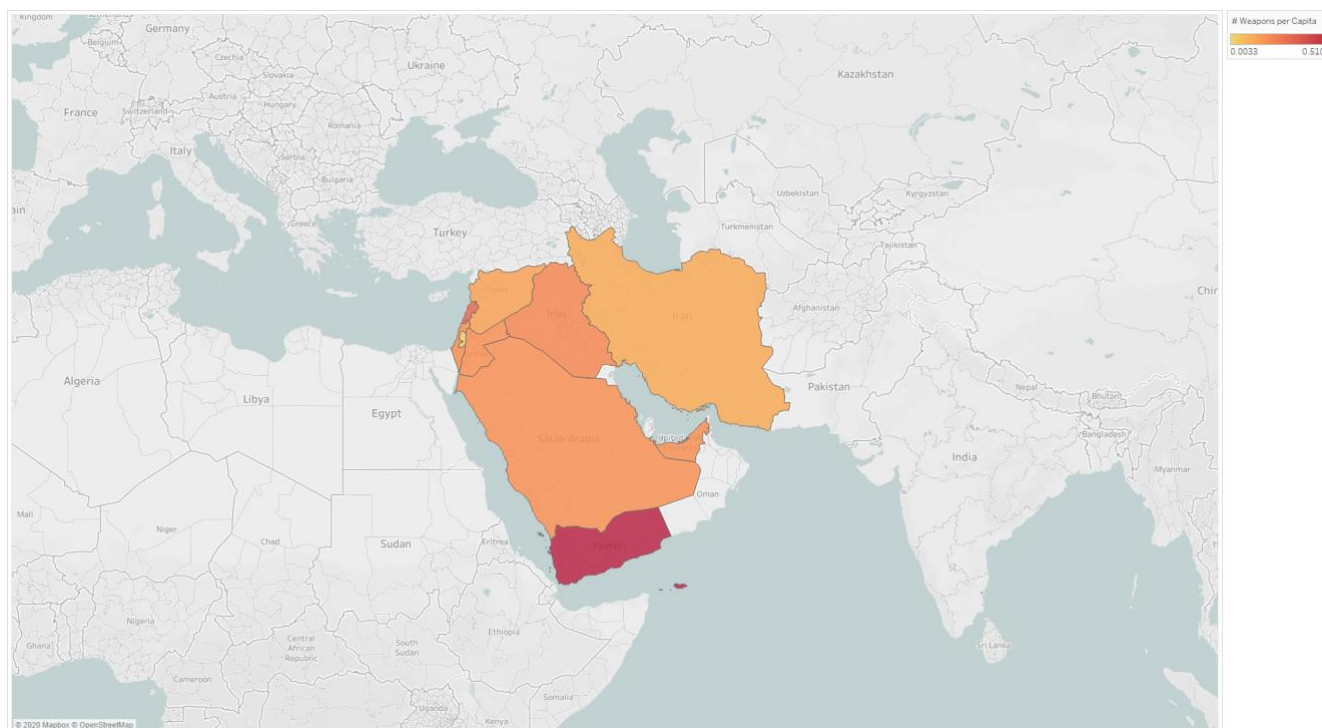 Kingdom
Germany
Belgium
Czechia
Slovakia
Ukraine
Kazakhstan
France
Austria
Hungary
Switzerland
Romania
Serbia
Italy
Bulgaria
Uzbekistan
Kyrgyzstan
ain
Greece
Turkey
Turkmenistan
Tajikistan
Chin
Iraq
Iran
Afghanistan
Algeria
Libya
Egypt
Pakistan
Nepal
Bhutan
Saudi Arabia
United
Bangladesh
India
Myanmar
Mali
Niger
Chad
Sudan
Eritrea
Oman
Yemen
Nigeria
Ghana
Central
African
Republic
South
Sudan
Ethiopia
Cameroon
Somalia
Sri Lanka
Uganda
Kenya
© 2020 Mapbox © OpenStreetMap
# Weapons per Capita
0.0033
0.510